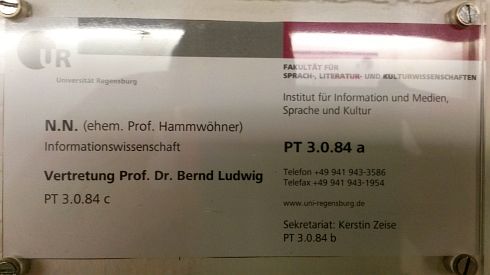 UR
Universität Regensburg
FAKULTÄT FÜR
SPRACH-, LITERATUR- UND KULTURWISSENSCHAFTEN
Institut für Information und Medien,
Sprache und Kultur
N.N. (ehem. Prof. Hammwöhner)
Informationswissenschaft
Vertretung Prof. Dr. Bernd Ludwig
PT 3.0.84 c
PT 3.0.84 a
Telefon +49 941 943-3586
Telefax +49 941 943-1954
www.uni-regensburg.de
Sekretariat: Kerstin Zeise
PT 3.0.84 b